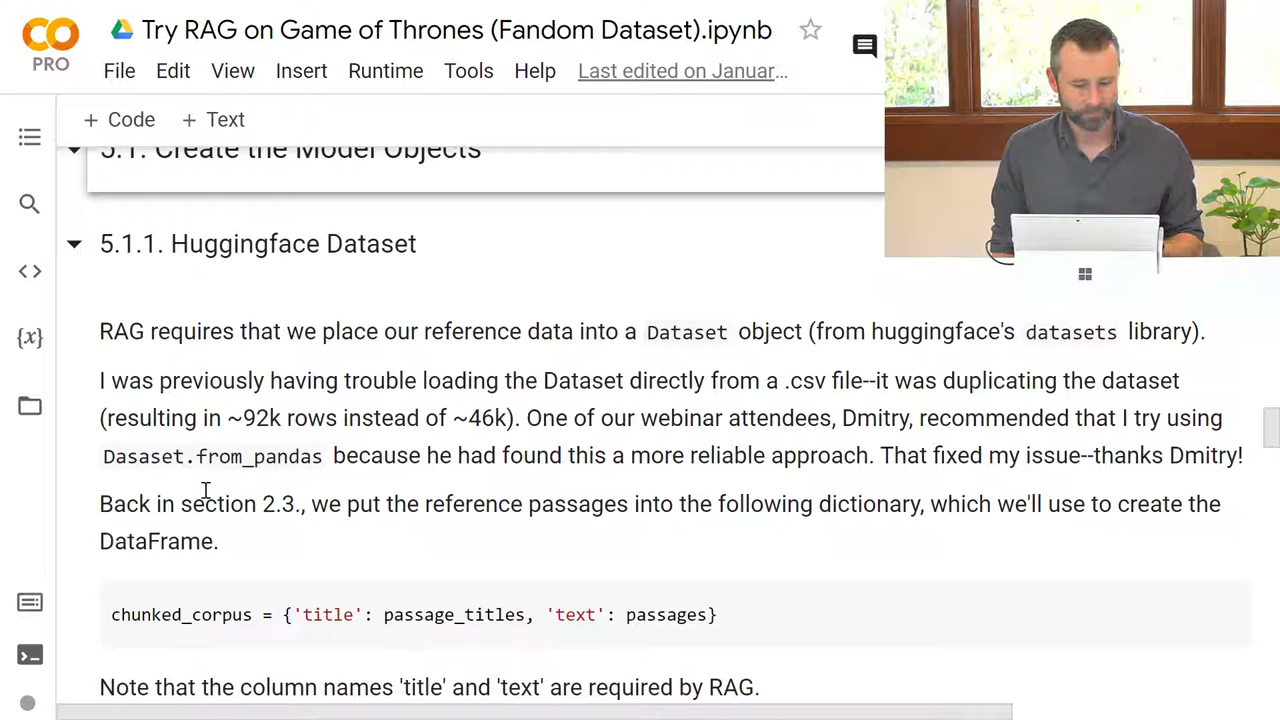 Try RAG on Game of Thrones (Fandom Dataset).ipynb
PRO
File Edit View Insert Runtime Tools Help Last edited on Januar…
+ Code + Text
5.1. Create the Model Objects
5.1.1. Huggingface Dataset
{x}
RAG requires that we place our reference data into a Dataset object (from huggingface's datasets library).
I was previously having trouble loading the Dataset directly from a .csv file--it was duplicating the dataset
(resulting in ~92k rows instead of ~46k). One of our webinar attendees, Dmitry, recommended that I try using
Dasaset.from_pandas because he had found this a more reliable approach. That fixed my issue--thanks Dmitry!
Back in section 2.3., we put the reference passages into the following dictionary, which we'll use to create the
DataFrame.
chunked_corpus = {'title': passage_titles, 'text': passages}
Note that the column names 'title' and 'text' are required by RAG.